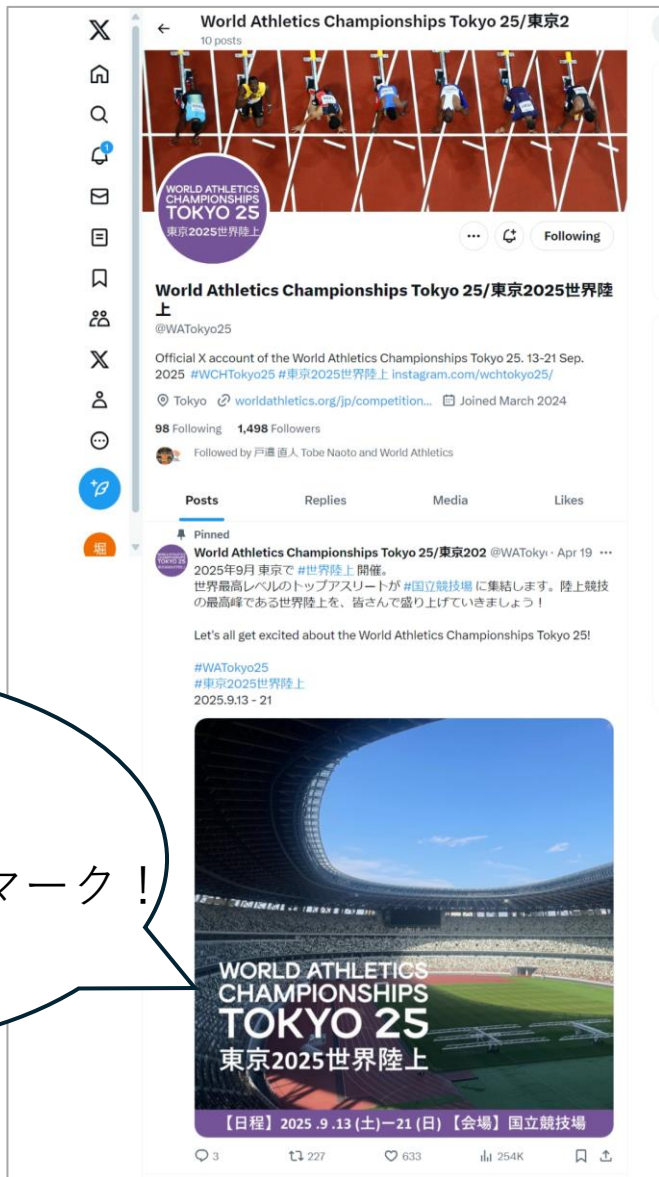 World Athletics Championships Tokyo 25/東京2
10 posts
WORLD ATHLETICS
CHAMPIONSHIPS
TOKYO 25
東京2025世界陸上
Following
World Athletics Championships Tokyo 25/東京2025世界陸
上
@WATokyo25
Official X account of the World Athletics Championships Tokyo 25. 13-21 Sep.
2025 #WCHTokyo25 #東京2025世界陸上 instagram.com/wchtokyo25/
Tokyo worldathletics.org/jp/competition... Joined March 2024
98 Following 1,498 Followers
Followed by 戸邉 直人 Tobe Naoto and World Athletics
Posts Replies Media Likes
Pinned
World Athletics Championships Tokyo 25/東京202 @WATokyo · Apr 19 ...
2025年9月 東京で #世界陸上 開催。
世界最高レベルのトップアスリートが #国立競技場 に集結します。陸上競技
の最高峰である世界陸上を、皆さんで盛り上げていきましょう！
Let's all get excited about the World Athletics Championships Tokyo 25!
#WATokyo25
#東京2025世界陸上
2025.9.13 - 21
マーク！
WORLD ATHLETICS
CHAMPIONSHIPS
TOKYO 25
東京2025世界陸上
【日程】2025 .9 .13 (土)ー21 (日)【会場】国立競技場
3 227 633 254K
1
堀